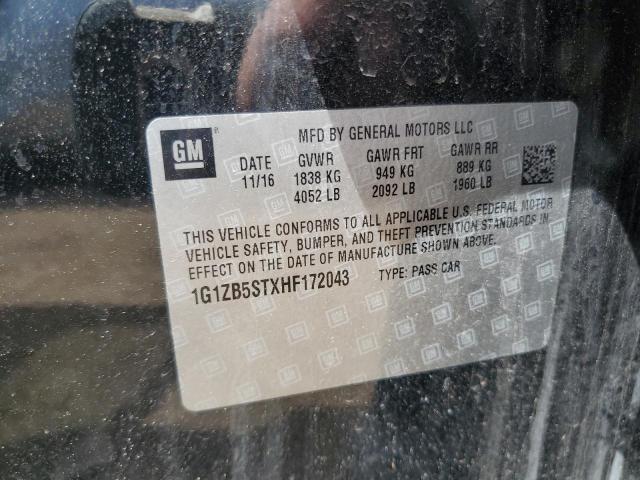 GM
MFD BY GENERAL MOTORS LLC
DATE GVWR GAWR FRT GAWR RR
11/16 1838 KG 949 KG 889 KG
4052 LB 2092 LB 1960 LB
THIS VEHICLE CONFORMS TO ALL APPLICABLE U.S. FEDERAL MOTOR
VEHICLE SAFETY, BUMPER, AND THEFT PREVENTION STANDARDS IN
EFFECT ON THE DATE OF MANUFACTURE SHOWN ABOVE.
1G1ZB5STXHF172043 TYPE: PASS CAR